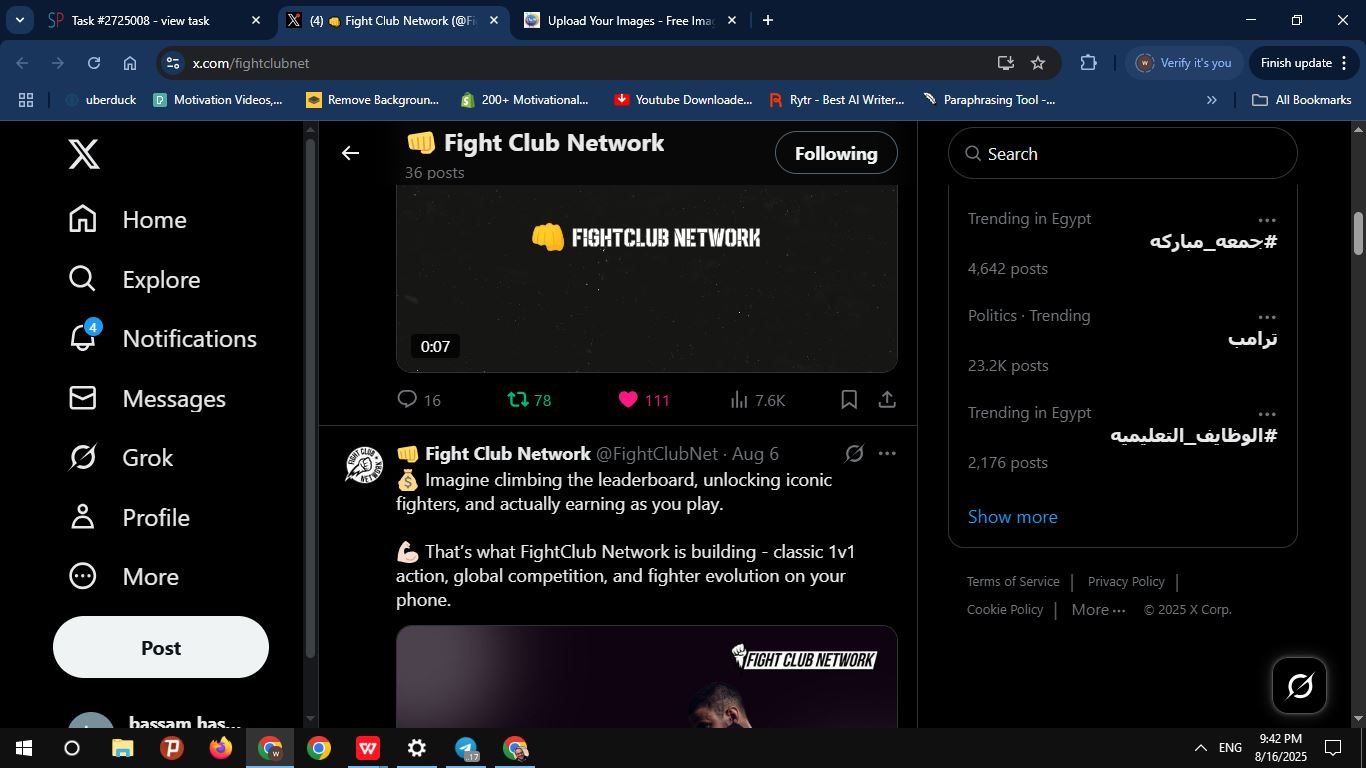 Task #2725008 - view task
(4) 👊 Fight Club Network (@Fi
Upload Your Images - Free Ima
x.com/fightclubnet
W
Verify it's you
Finish update
uberduck
Motivation Videos,...
Remove Backgroun...
200+ Motivational...
Youtube Downloade...
Rytr - Best AI Writer...
Paraphrasing Tool -...
»
All Bookmarks
Home
Explore
4
Notifications
Messages
Grok
Profile
More
Post
bassam has...
👊 Fight Club Network
36 posts
Following
👊 FIGHTCLUB NETWORK
0:07
16
78
111
7.6K
FIGHT CLUB NETWORK
👊 Fight Club Network @FightClubNet · Aug 6
💰 Imagine climbing the leaderboard, unlocking iconic
fighters, and actually earning as you play.
💪🏻 That’s what FightClub Network is building - classic 1v1
action, global competition, and fighter evolution on your
phone.
FIGHT CLUB NETWORK
Search
Trending in Egypt
#جمعه_مباركه
4,642 posts
Politics · Trending
ترامب
23.2K posts
Trending in Egypt
#الوظايف_التعليميه
2,176 posts
Show more
Terms of Service | Privacy Policy |
Cookie Policy | More ··· © 2025 X Corp.
W
.17
ENG
9:42 PM
8/16/2025